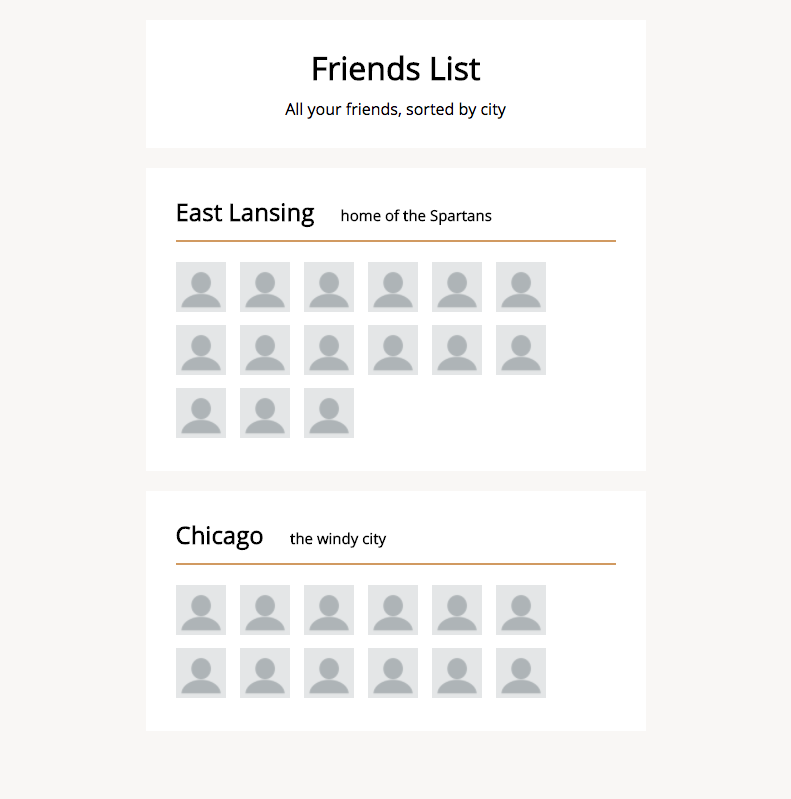 Friends List
All your friends, sorted by city
East Lansing home of the Spartans
Chicago the windy city